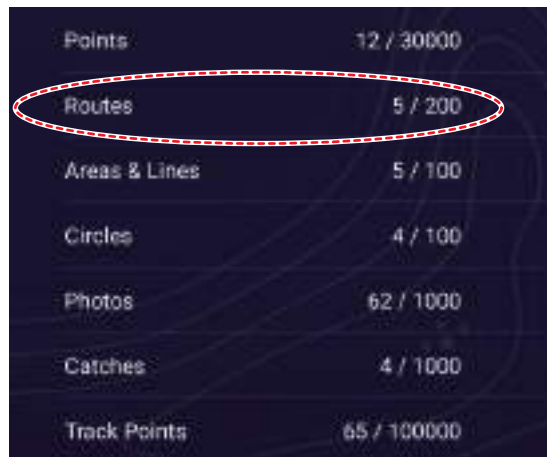 Points 12 / 30000
Routes 5 / 200
Areas & Lines 5 / 100
Circles 4 / 100
Photos 62 / 1000
Catches 4 / 1000
Track Points 65 / 100000